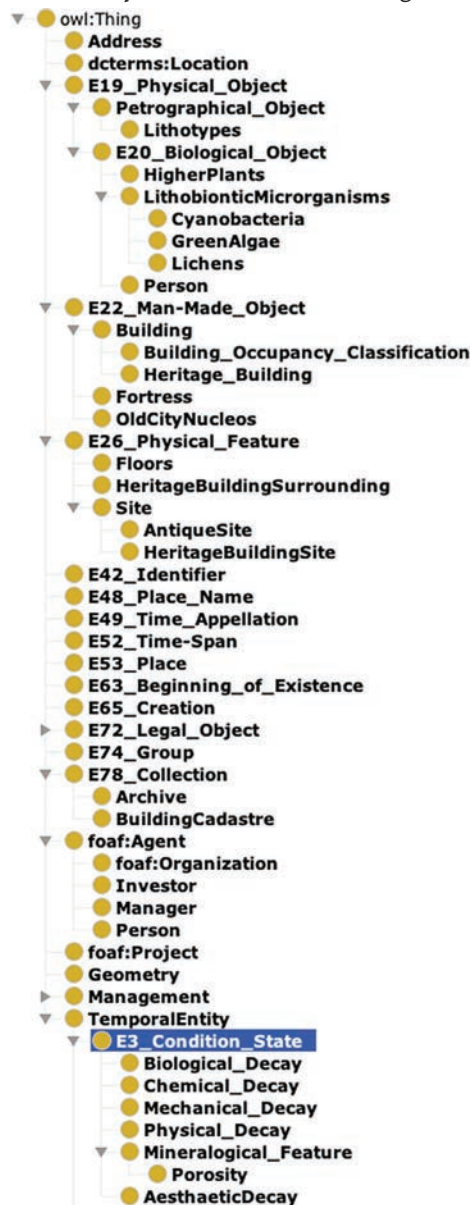 owl:Thing
Address
dcterms:Location
E19_Physical_Object
Petrographical_Object
Lithotypes
E20_Biological_Object
HigherPlants
LithobionticMicrorganisms
Cyanobacteria
GreenAlgae
Lichens
Person
E22_Man-Made_Object
Building
Building_Occupancy_Classification
Heritage_Building
Fortress
OldCityNucleos
E26_Physical_Feature
Floors
HeritageBuildingSurrounding
Site
AntiqueSite
HeritageBuildingSite
E42_Identifier
E48_Place_Name
E49_Time_Appellation
E52_Time-Span
E53_Place
E63_Beginning_of_Existence
E65_Creation
E72_Legal_Object
E74_Group
E78_Collection
Archive
BuildingCadastre
foaf:Agent
foaf:Organization
Investor
Manager
Person
foaf:Project
Geometry
Management
TemporalEntity
E3_Condition_State
Biological_Decay
Chemical_Decay
Mechanical_Decay
Physical_Decay
Mineralogical_Feature
Porosity
AesthaeticDecay